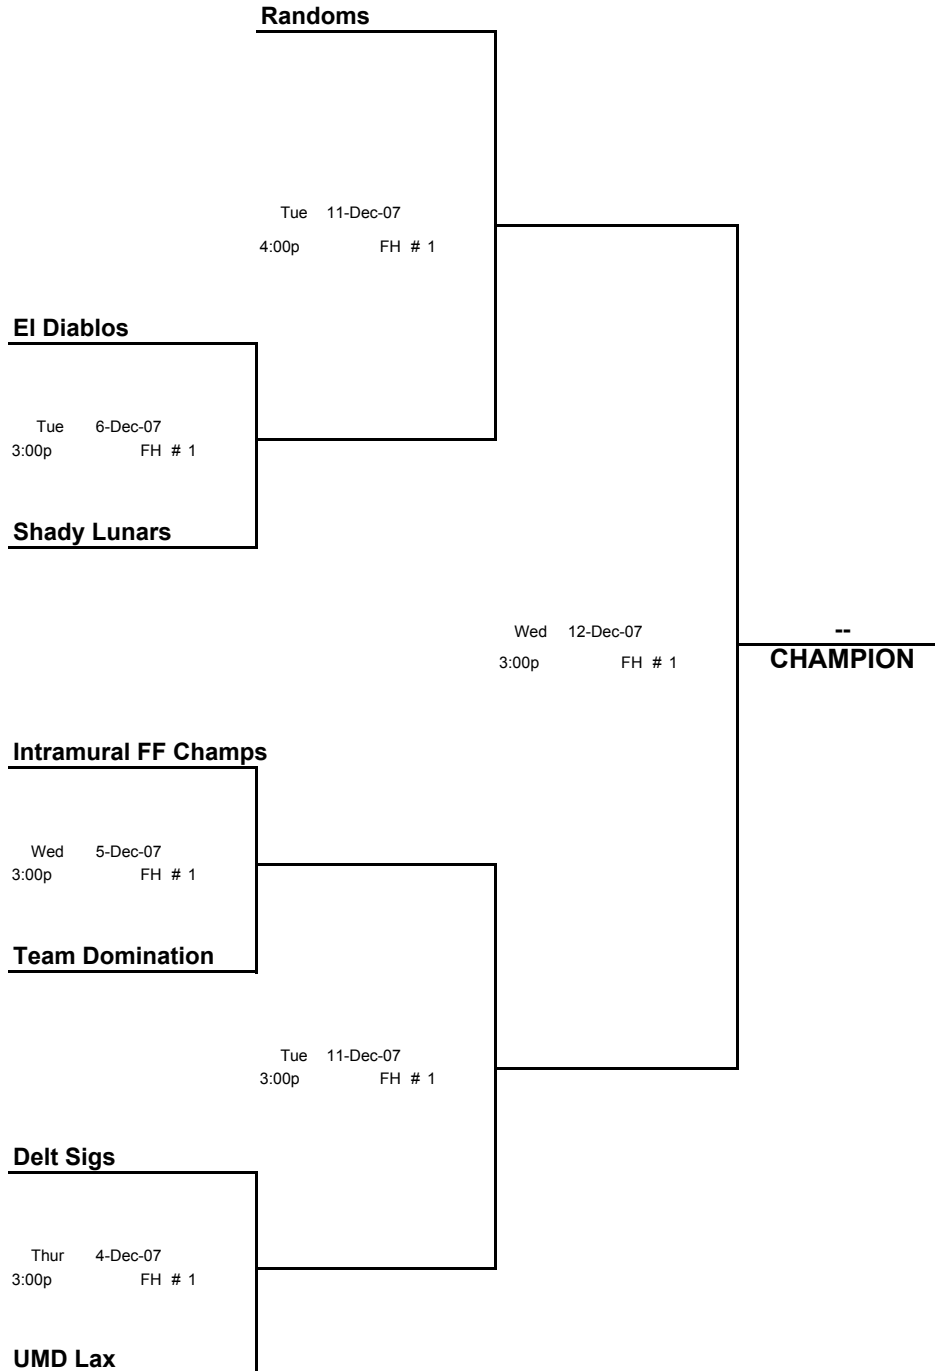 Randoms
Tue 11-Dec-07
4:00p FH # 1
El Diablos
Tue 6-Dec-07
3:00p FH # 1
Shady Lunars
Wed 12-Dec-07
3:00p FH # 1
--
CHAMPION
Intramural FF Champs
Wed 5-Dec-07
3:00p FH # 1
Team Domination
Tue 11-Dec-07
3:00p FH # 1
Delt Sigs
Thur 4-Dec-07
3:00p FH # 1
UMD Lax